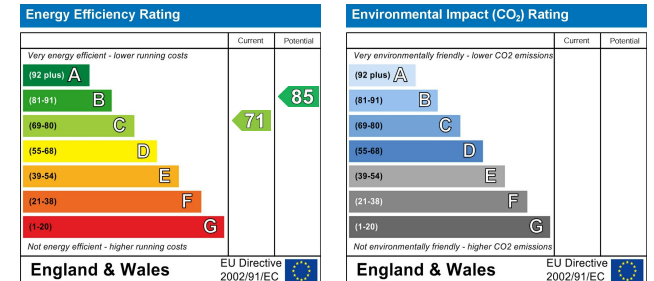 Energy Efficiency Rating
Current Potential
Very energy efficient - lower running costs
(92 plus) A
(81-91) B
(69-80) C
(55-68) D
(39-54) E
(21-38) F
(1-20) G
71
85
Not energy efficient - higher running costs
England & Wales
EU Directive
2002/91/EC
Environmental Impact (CO₂) Rating
Current Potential
Very environmentally friendly - lower CO2 emissions
(92 plus) A
(81-91) B
(69-80) C
(55-68) D
(39-54) E
(21-38) F
(1-20) G
Not environmentally friendly - higher CO2 emissions
England & Wales
EU Directive
2002/91/EC